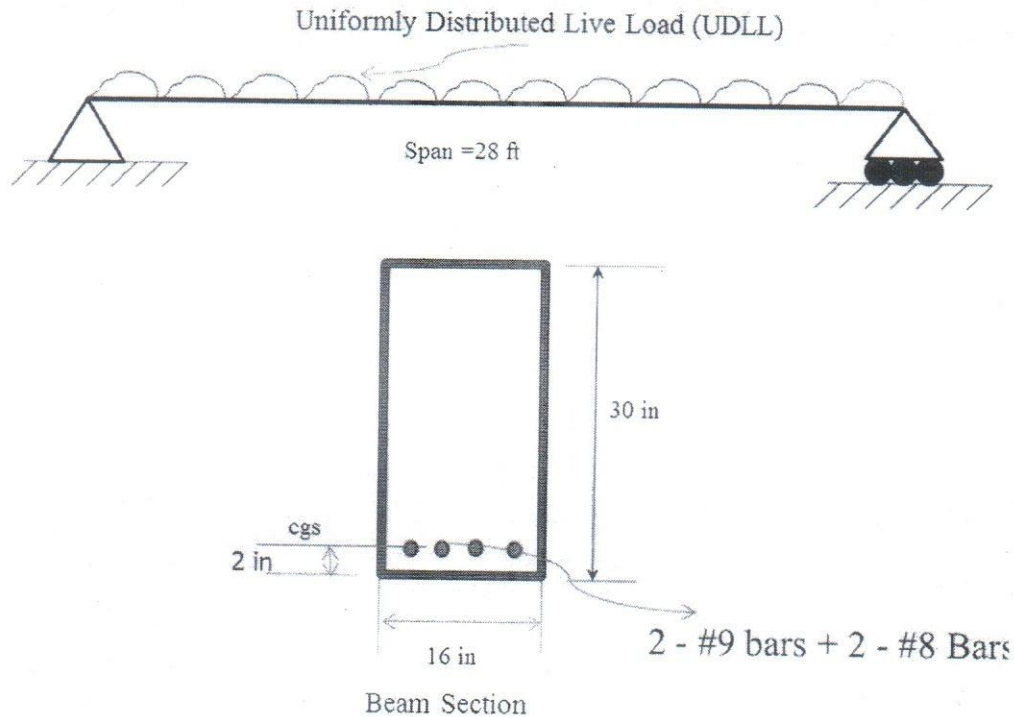 Uniformly Distributed Live Load (UDLL)
Span =28 ft
30 in
cgs
2 in
16 in
2 - #9 bars + 2 - #8 Bars
Beam Section